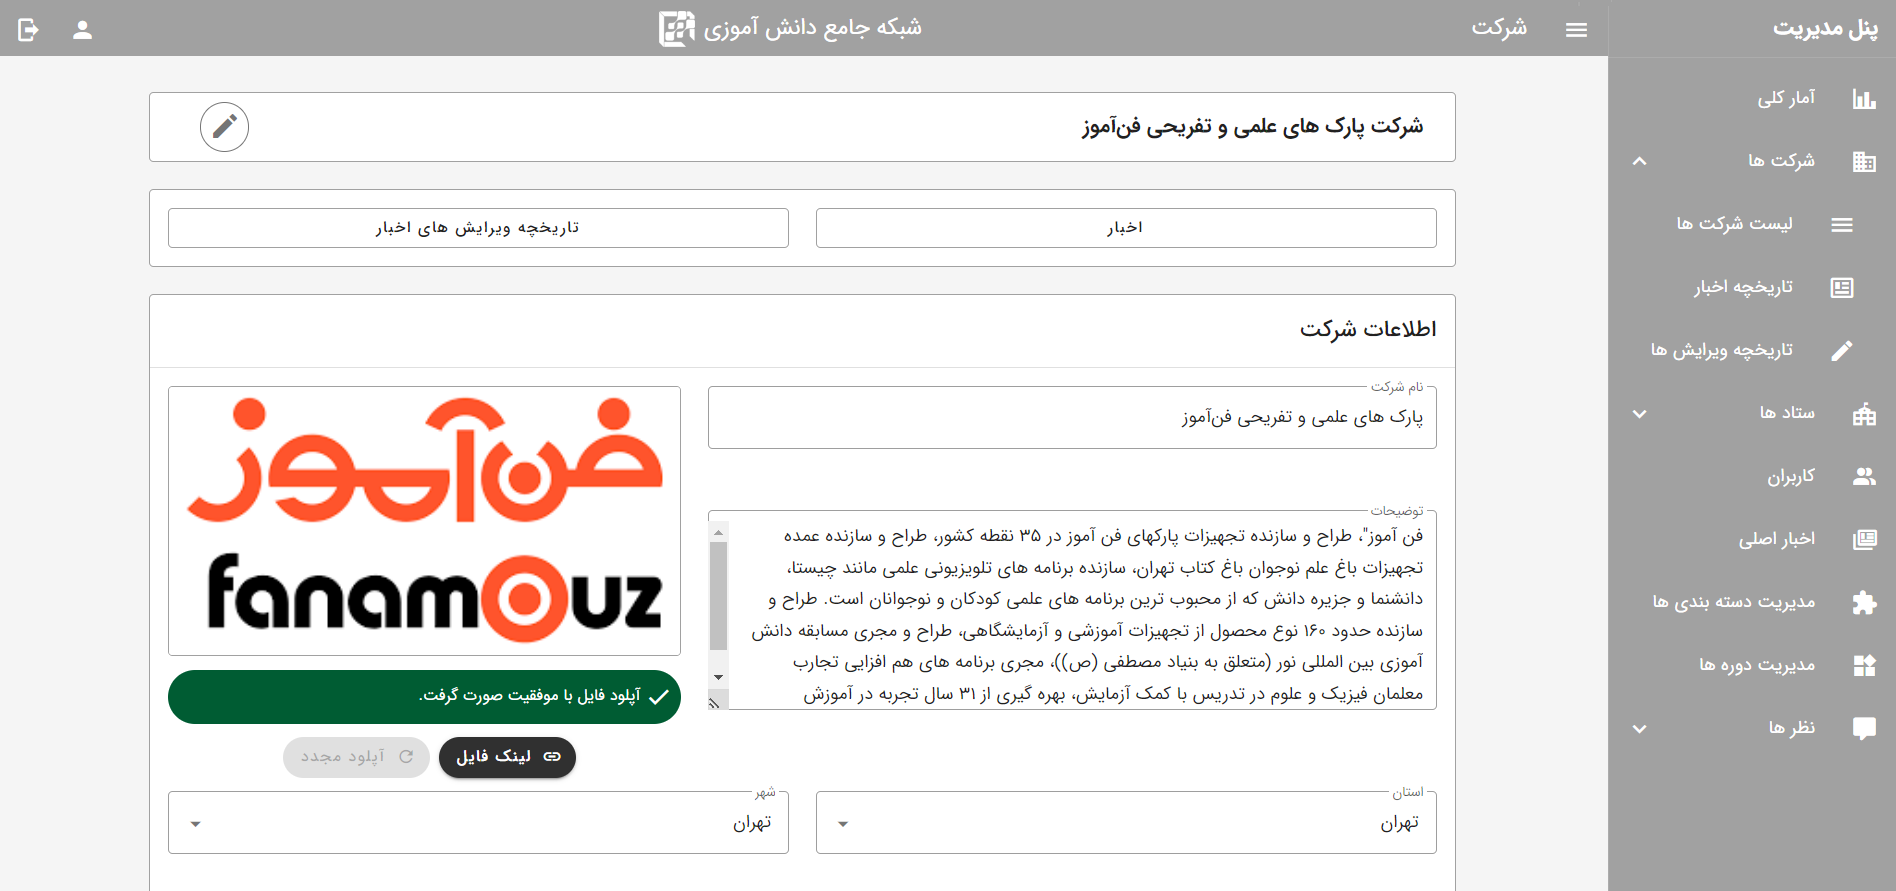 پنل مدیریت
شرکت
شبکه جامع دانش آموزی
آمار کلی
شرکت ها
لیست شرکت ها
تاریخچه اخبار
تاریخچه ویرایش ها
ستاد ها
کاربران
اخبار اصلی
مدیریت دسته بندی ها
مدیریت دوره ها
نظر ها
شرکت پارک های علمی و تفریحی فن‌آموز
اخبار
تاریخچه ویرایش های اخبار
اطلاعات شرکت
نام شرکت
پارک های علمی و تفریحی فن‌آموز
توضیحات
فن آموز"، طراح و سازنده تجهیزات پارکهای فن آموز در ۳۵ نقطه کشور، طراح و سازنده عمده
تجهیزات باغ علم نوجوان باغ کتاب تهران، سازنده برنامه های تلویزیونی علمی مانند چیستا،
دانشنما و جزیره دانش که از محبوب ترین برنامه های علمی کودکان و نوجوانان است. طراح و
سازنده حدود ۱۶۰ نوع محصول از تجهیزات آموزشی و آزمایشگاهی، طراح و مجری مسابقه دانش
آموزی بین المللی نور (متعلق به بنیاد مصطفی (ص))، مجری برنامه های هم افزایی تجارب
معلمان فیزیک و علوم در تدریس با کمک آزمایش، بهره گیری از ۳۱ سال تجربه در آموزش
فن‌آموز
fanamouz
آپلود فایل با موفقیت صورت گرفت.
لینک فایل
آپلود مجدد
استان
تهران
شهر
تهران